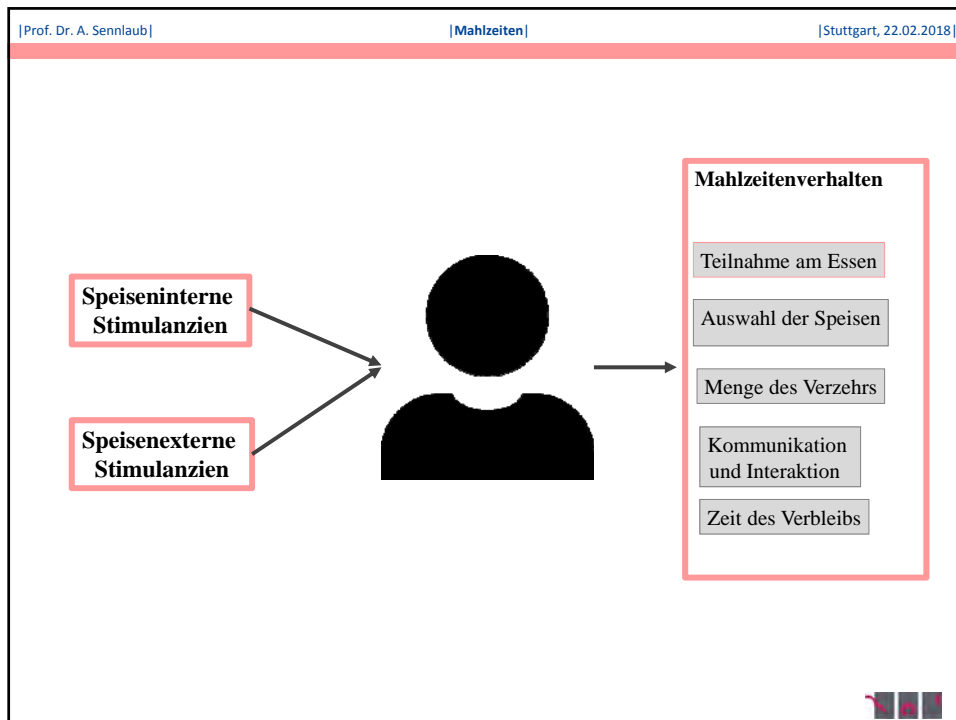 |Prof. Dr. A. Sennlaub| |Mahlzeiten| |Stuttgart, 22.02.2018|
Speiseninterne
Stimulanzien
Speisenexterne
Stimulanzien
Mahlzeitenverhalten
Teilnahme am Essen
Auswahl der Speisen
Menge des Verzehrs
Kommunikation
und Interaktion
Zeit des Verbleibs